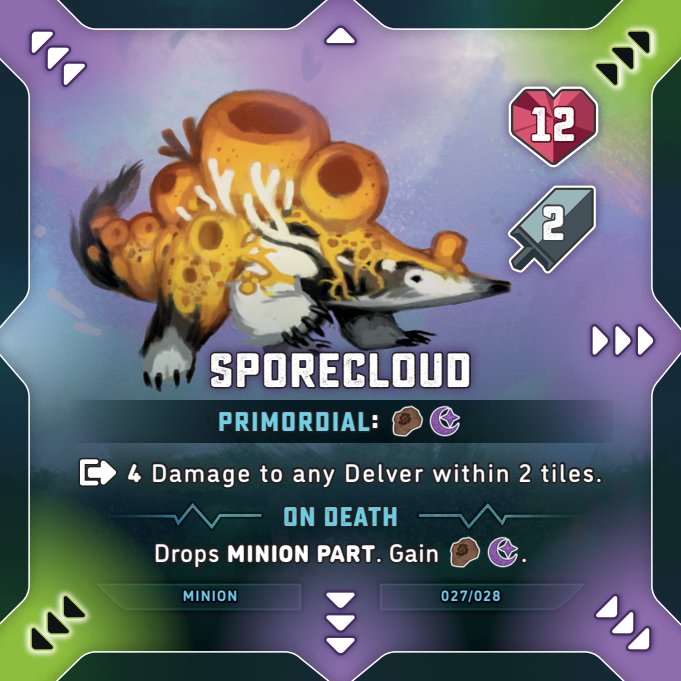 12
2
SPORECLOUD
PRIMORDIAL:
4 Damage to any Delver within 2 tiles.
ON DEATH
Drops MINION PART. Gain .
MINION
027/028